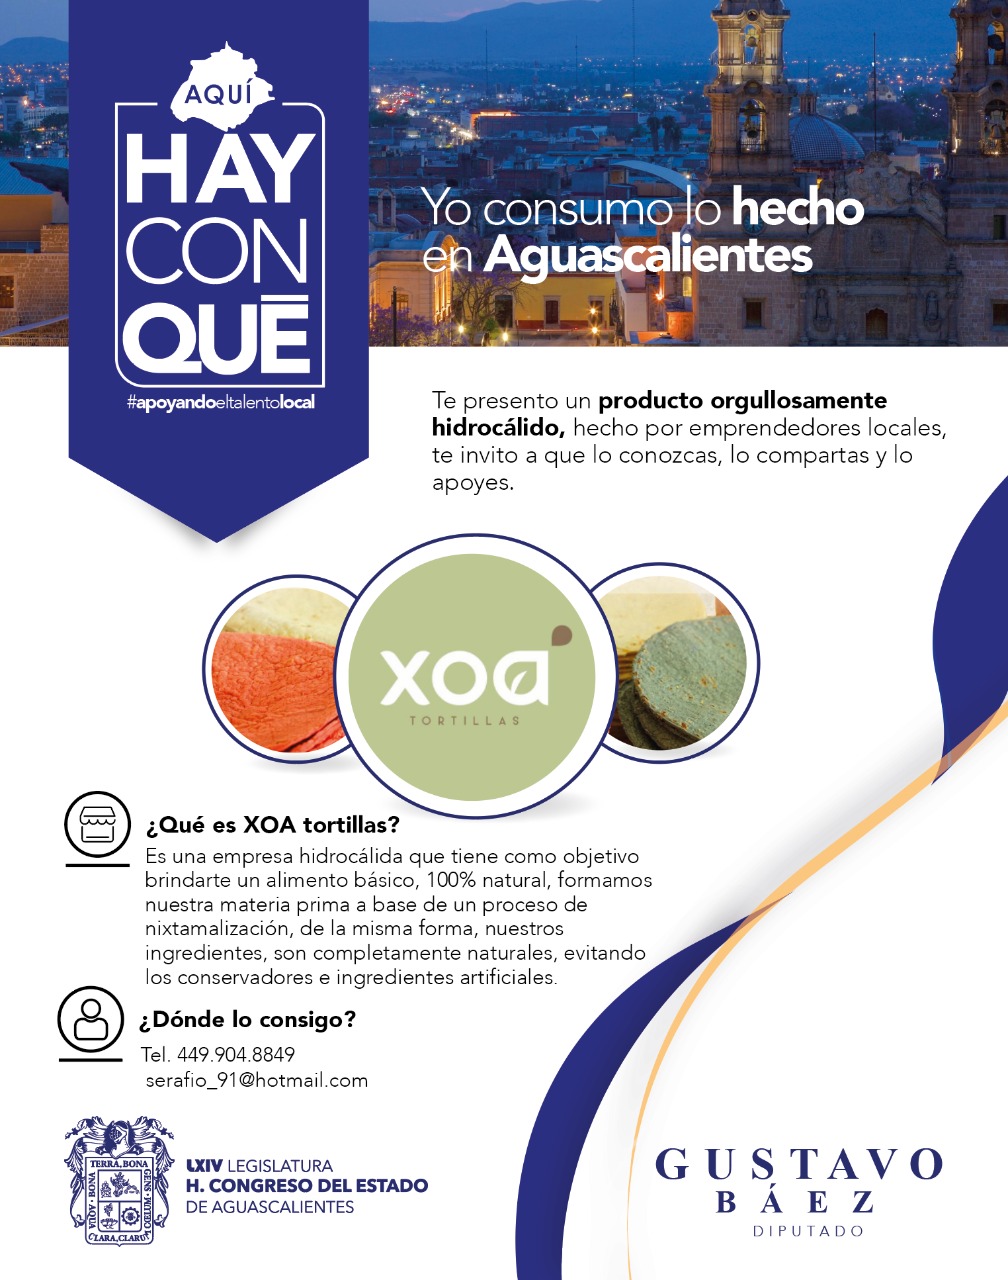 AQUÍ
HAY
CON
QUÉ
#apoyandoeltalentolocal
Yo consumo lo hecho
en Aguascalientes
Te presento un producto orgullosamente
hidrocálido, hecho por emprendedores locales,
te invito a que lo conozcas, lo compartas y lo
apoyes.
xoa
TORTILLAS
¿Qué es XOA tortillas?
Es una empresa hidrocálida que tiene como objetivo
brindarte un alimento básico, 100% natural, formamos
nuestra materia prima a base de un proceso de
nixtamalización, de la misma forma, nuestros
ingredientes, son completamente naturales, evitando
los conservadores e ingredientes artificiales.
¿Dónde lo consigo?
Tel. 449.904.8849
serafio_91@hotmail.com
TERRA, BONA
BONA
GENS
AQUA
CLARA, CLARUM
LXIV LEGISLATURA
H. CONGRESO DEL ESTADO
DE AGUASCALIENTES
GUSTAVO
BÁEZ
DIPUTADO